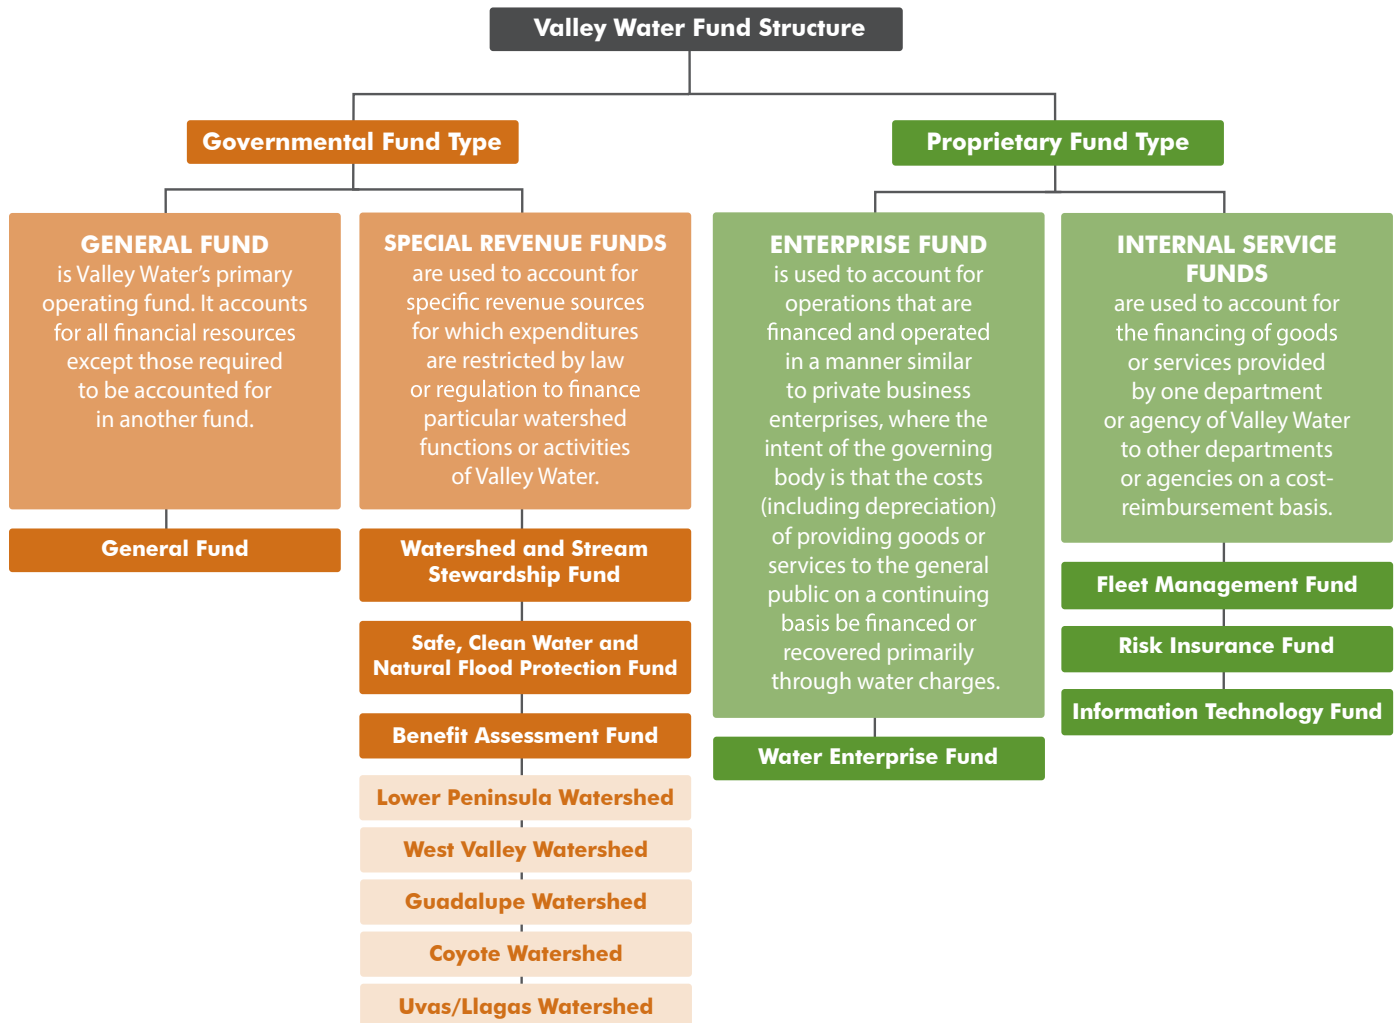 Valley Water Fund Structure
Governmental Fund Type
Proprietary Fund Type
GENERAL FUND
is Valley Water's primary
operating fund. It accounts
for all financial resources
except those required
to be accounted for
in another fund.
General Fund
SPECIAL REVENUE FUNDS
are used to account for
specific revenue sources
for which expenditures
are restricted by law
or regulation to finance
particular watershed
functions or activities
of Valley Water.
Watershed and Stream
Stewardship Fund
Safe, Clean Water and
Natural Flood Protection Fund
Benefit Assessment Fund
Lower Peninsula Watershed
West Valley Watershed
Guadalupe Watershed
Coyote Watershed
Uvas/Llagas Watershed
ENTERPRISE FUND
is used to account for
operations that are
financed and operated
in a manner similar
to private business
enterprises, where the
intent of the governing
body is that the costs
(including depreciation)
of providing goods or
services to the general
public on a continuing
basis be financed or
recovered primarily
through water charges.
Water Enterprise Fund
INTERNAL SERVICE
FUNDS
are used to account for
the financing of goods
or services provided
by one department
or agency of Valley Water
to other departments
or agencies on a cost-
reimbursement basis.
Fleet Management Fund
Risk Insurance Fund
Information Technology Fund